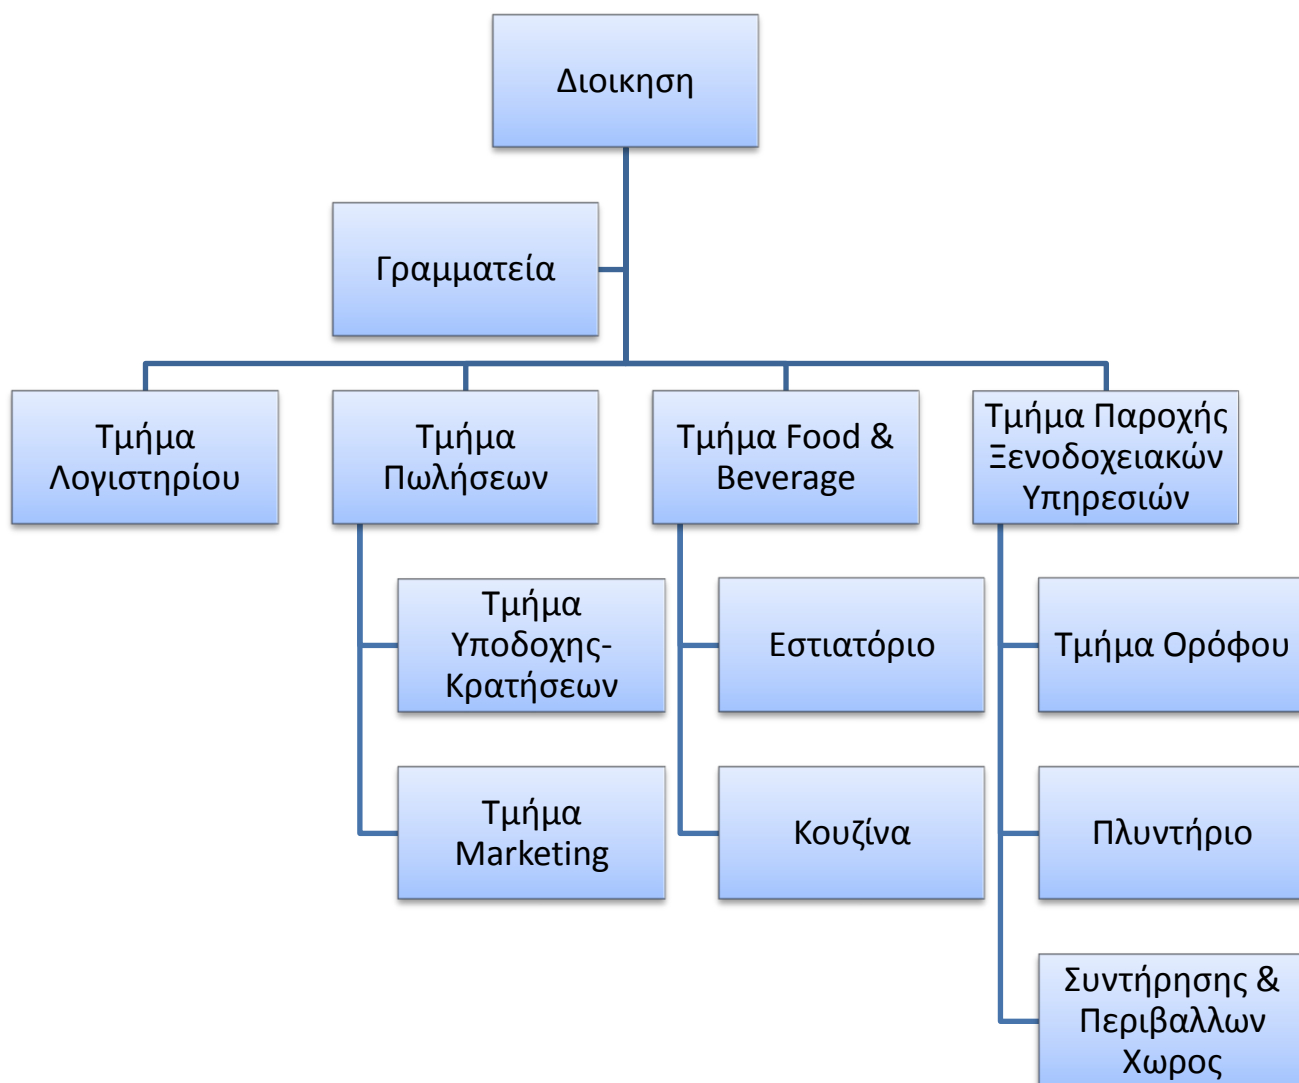 Διοικηση
Γραμματεία
Τμήμα
Λογιστηρίου
Τμήμα
Πωλήσεων
Τμήμα Food &
Beverage
Τμήμα Παροχής
Ξενοδοχειακών
Υπηρεσιών
Τμήμα
Υποδοχης-
Κρατήσεων
Εστιατόριο
Τμήμα Ορόφου
Τμήμα
Marketing
Κουζίνα
Πλυντήριο
Συντήρησης &
Περιβαλλων
Χωρος